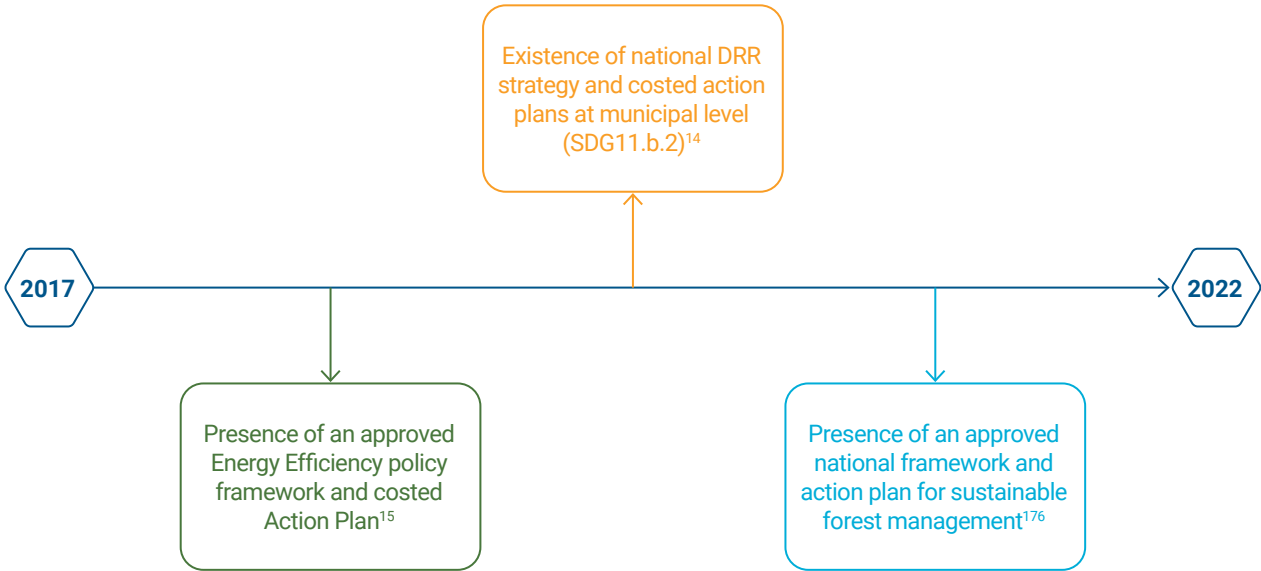 Existence of national DRR
strategy and costed action
plans at municipal level
(SDG11.b.2)14
2017
2022
Presence of an approved
Energy Efficiency policy
framework and costed
Action Plan15
Presence of an approved
national framework and
action plan for sustainable
forest management176